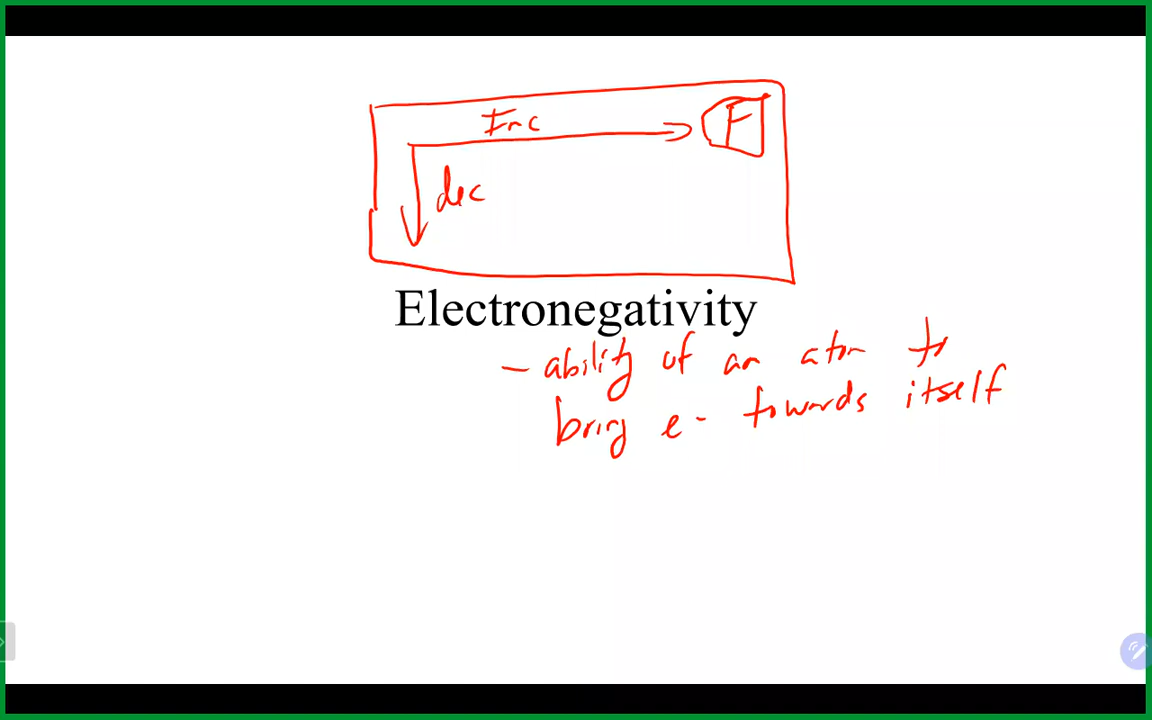 Inc
F
dec
Electronegativity
- ability of an atom to
bring e- towards itself